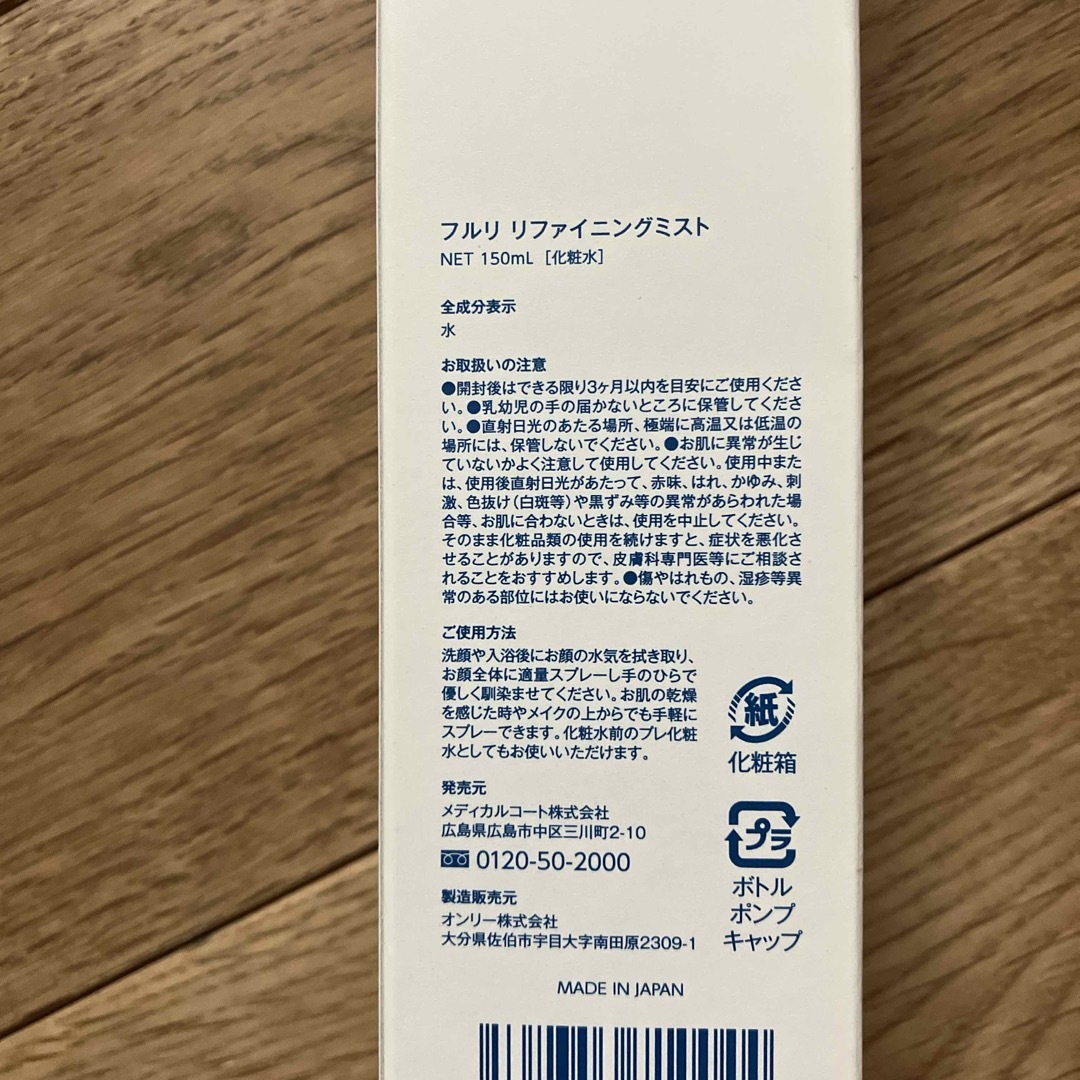 フルリ リファイニングミスト
NET 150mL ［化粧水］
全成分表示
水
お取扱いの注意
●開封後はできる限り3ヶ月以内を目安にご使用くださ
い。●乳幼児の手の届かないところに保管してくださ
い。●直射日光のあたる場所、極端に高温又は低温の
場所には、保管しないでください。●お肌に異常が生じ
ていないかよく注意して使用してください。使用中また
は、使用後直射日光があたって、赤味、はれ、かゆみ、刺
激、色抜け（白斑等）や黒ずみ等の異常があらわれた場
合等、お肌に合わないときは、使用を中止してください。
そのまま化粧品類の使用を続けますと、症状を悪化さ
せることがありますので、皮膚科専門医等にご相談さ
れることをおすすめします。●傷やはれもの、湿疹等異
常のある部位にはお使いにならないでください。
ご使用方法
洗顔や入浴後にお顔の水気を拭き取り、
お顔全体に適量スプレーし手のひらで
優しく馴染ませてください。お肌の乾燥
を感じた時やメイクの上からでも手軽に
スプレーできます。化粧水前のプレ化粧
水としてもお使いいただけます。
紙
化粧箱
発売元
メディカルコート株式会社
広島県広島市中区三川町2-10
0120-50-2000
プラ
ボトル
ポンプ
キャップ
製造販売元
オンリー株式会社
大分県佐伯市宇目大字南田原2309-1
MADE IN JAPAN